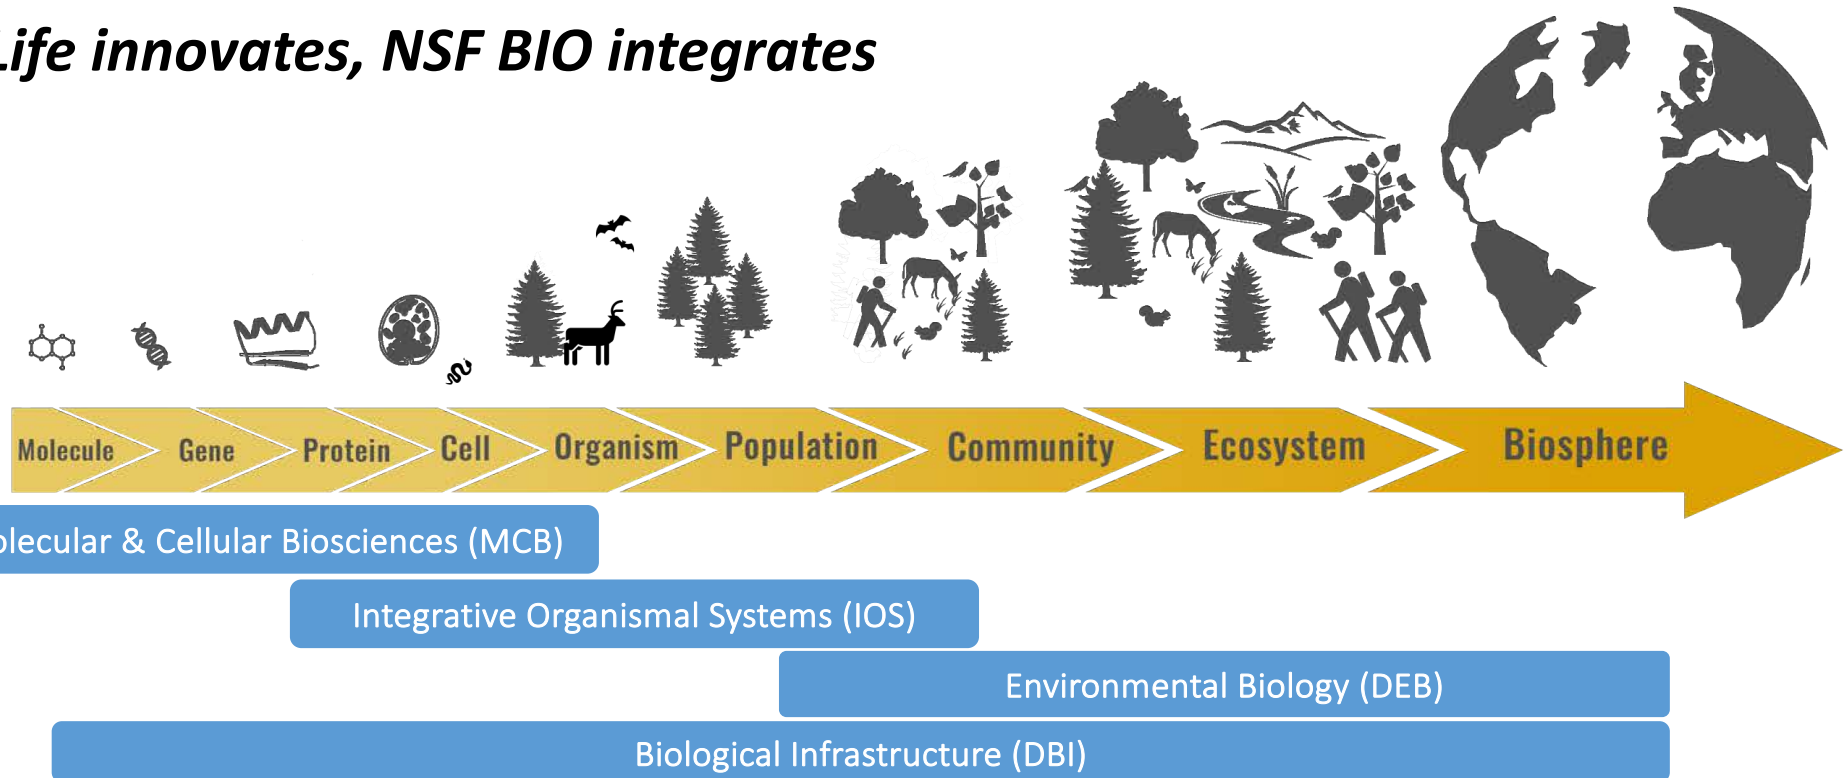 Life innovates, NSF BIO integrates
Molecule Gene Protein Cell Organism Population Community Ecosystem Biosphere
olecular & Cellular Biosciences (MCB)
Integrative Organismal Systems (IOS)
Environmental Biology (DEB)
Biological Infrastructure (DBI)